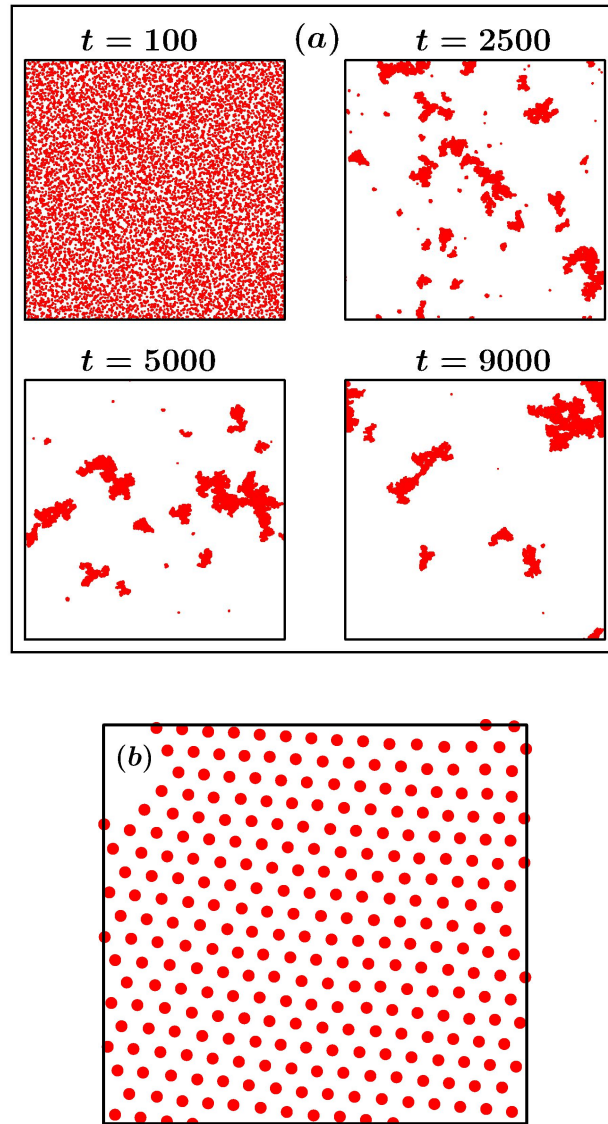 t = 100
(a)
t = 2500
t = 5000
t = 9000
(b)